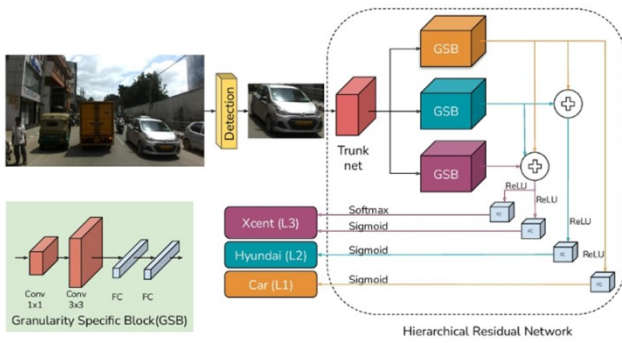 GSB
Detection
GSB
Trunk
net
GSB
ReLU
ReLU
Softmax
FC
Xcent (L3)
Sigmoid
FC
ReLU
Hyundai (L2)
Sigmoid
FC
ReLU
Car (L1)
Sigmoid
FC
Conv
1x1
Conv
3x3
FC
FC
Granularity Specific Block(GSB)
Hierarchical Residual Network